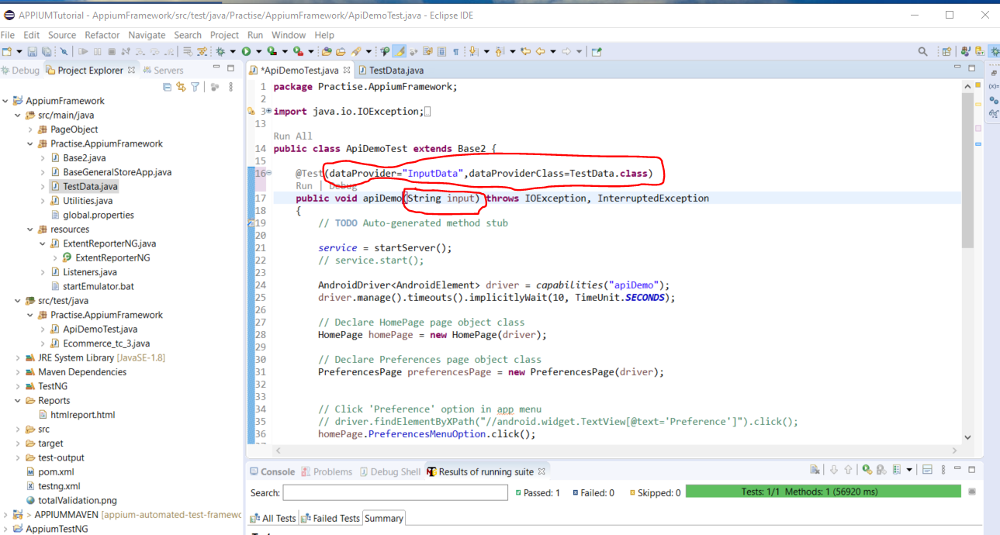 APPIUMTutorial - AppiumFramework/src/test/java/Practise/AppiumFramework/ApiDemoTest.java - Eclipse IDE
File Edit Source Refactor Navigate Search Project Run Window Help
Debug Project Explorer Servers
AppiumFramework
src/main/java
PageObject
Practise.AppiumFramework
Base2.java
BaseGeneralStoreApp.java
TestData.java
Utilities.java
global.properties
resources
ExtentReporterNG.java
ExtentReporterNG
Listeners.java
startEmulator.bat
src/test/java
Practise.AppiumFramework
ApiDemoTest.java
Ecommerce_tc_3.java
JRE System Library [JavaSE-1.8]
Maven Dependencies
TestNG
Reports
htmlreport.html
src
target
test-output
pom.xml
testng.xml
totalValidation.png
> APPIUMMAVEN [appium-automated-test-framewo
AppiumTestNG
*ApiDemoTest.java TestData.java
1 package Practise.AppiumFramework;
2
3 import java.io.IOException;
13
Run All
14 public class ApiDemoTest extends Base2 {
15
16 @Test(dataProvider="InputData",dataProviderClass=TestData.class)
Run | Debug
17 public void apiDemo(String input) throws IOException, InterruptedException
18 {
19 // TODO Auto-generated method stub
20
21 service = startServer();
22 // service.start();
23
24 AndroidDriver<AndroidElement> driver = capabilities("apiDemo");
25 driver.manage().timeouts().implicitlyWait(10, TimeUnit.SECONDS);
26
27 // Declare HomePage page object class
28 HomePage homePage = new HomePage(driver);
29
30 // Declare Preferences page object class
31 PreferencesPage preferencesPage = new PreferencesPage(driver);
32
33
34 // Click 'Preference' option in app menu
35 // driver.findElementByXPath("//android.widget.TextView[@text='Preference']").click();
36 homePage.PreferencesMenuOption.click();
Console Problems Debug Shell Results of running suite
Search: Passed: 1 Failed: 0 Skipped: 0 Tests: 1/1 Methods: 1 (56920 ms)
All Tests Failed Tests Summary